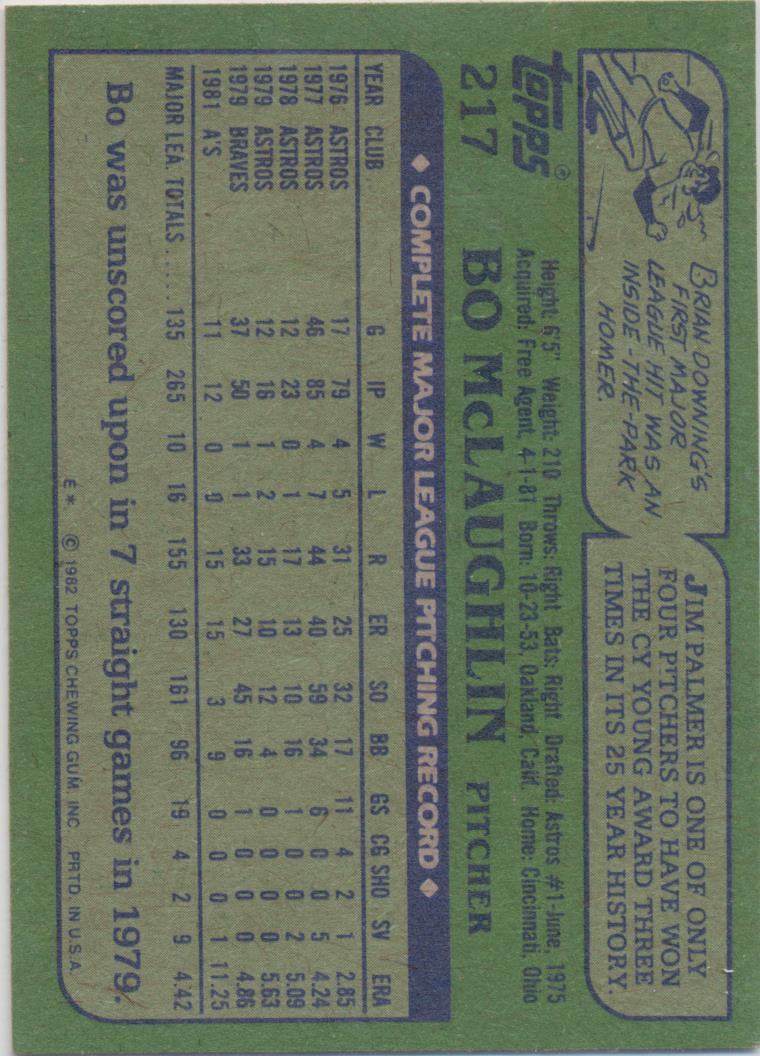 BRIAN DOWNING'S
FIRST MAJOR
LEAGUE HIT WAS AN
INSIDE-THE-PARK
HOMER.
JIM PALMER IS ONE OF ONLY
FOUR PITCHERS TO HAVE WON
THE CY YOUNG AWARD THREE
TIMES IN ITS 25 YEAR HISTORY.
topps®
Height: 6'5" Weight: 210 Throws: Right Bats: Right Drafted: Astros #1-June, 1975
Acquired: Free Agent, 4-1-81 Born: 10-23-53, Oakland, Calif. Home: Cincinnati, Ohio
217 BO McLAUGHLIN PITCHER
◆ COMPLETE MAJOR LEAGUE PITCHING RECORD ◆
YEAR CLUB G IP W L R ER SO BB GS CG SHO SV ERA
1976 ASTROS 17 79 4 5 31 25 32 17 11 4 2 1 2.85
1977 ASTROS 46 85 4 7 44 40 59 34 6 0 0 5 4.24
1978 ASTROS 12 23 0 1 17 13 10 16 1 0 0 2 5.09
1979 ASTROS 12 16 1 2 15 10 12 4 0 0 0 0 5.63
1979 BRAVES 37 50 1 1 33 27 45 16 1 0 0 0 4.86
1981 A'S 11 12 0 0 15 15 3 9 0 0 0 1 11.25
MAJOR LEA. TOTALS ..... 135 265 10 16 155 130 161 96 19 4 2 9 4.42
Bo was unscored upon in 7 straight games in 1979.
E* © 1982 TOPPS CHEWING GUM, INC PRTD. IN U.S.A.